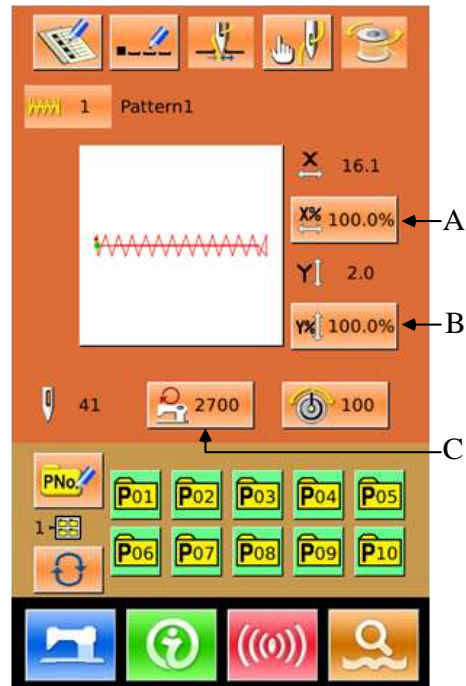 1 Pattern1
X 16.1
X% 100.0% A
Y 2.0
Y% 100.0% B
41 2700 100
C
PNo.
P01 P02 P03 P04 P05
1-
P06 P07 P08 P09 P10